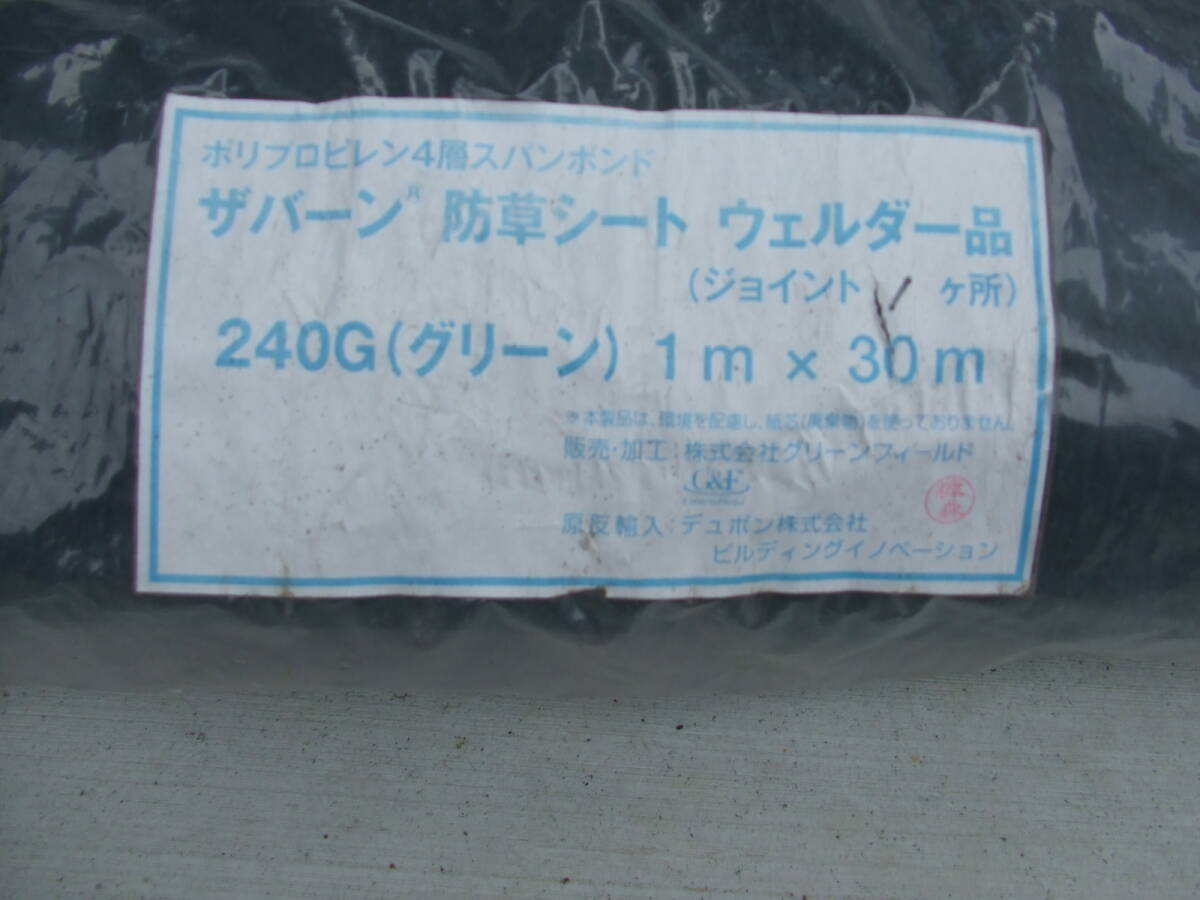 ポリプロピレン4層スパンボンド
ザバーン® 防草シート ウェルダー品
(ジョイント 1 ヶ所)
240G(グリーン) 1m × 30m
*本製品は、環境を配慮し、紙芯(廃棄物)を使っておりません。
販売・加工:株式会社グリーンフィールド
G&F
原反輸入:デュポン株式会社
ビルディングイノベーション